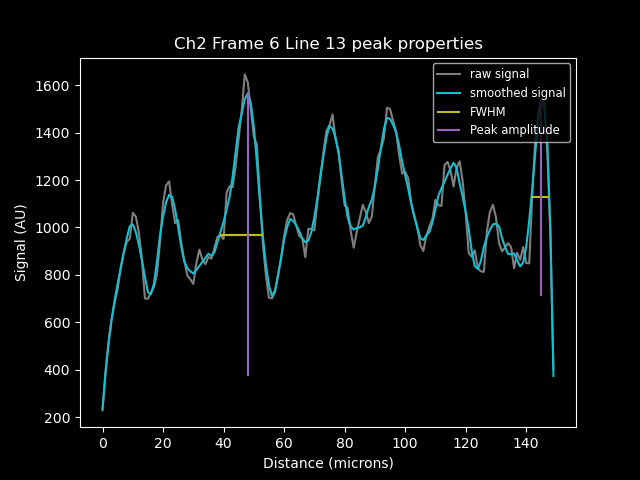 Ch2 Frame 6 Line 13 peak properties
raw signal
smoothed signal
FWHM
Peak amplitude
Signal (AU)
1600
1400
1200
1000
800
600
400
200
0
20
40
60
80
100
120
140
Distance (microns)